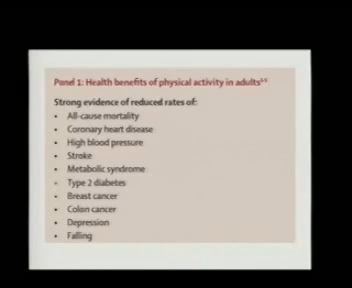 Panel 1: Health benefits of physical activity in adults
Strong evidence of reduced rates of:
• All-cause mortality
• Coronary heart disease
• High blood pressure
• Stroke
• Metabolic syndrome
• Type 2 diabetes
• Breast cancer
• Colon cancer
• Depression
• Falling